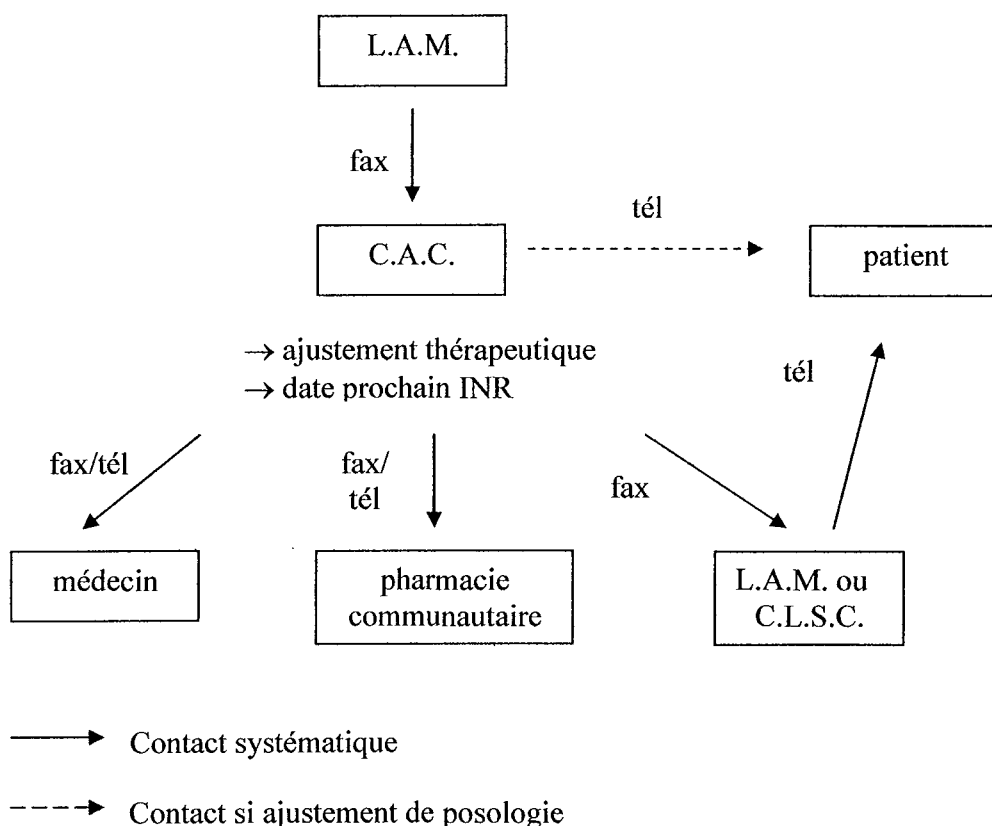 L.A.M.
fax
tél
C.A.C.
patient
→ ajustement thérapeutique
→ date prochain INR
tél
fax/tél
fax/
tél
fax
médecin
pharmacie
communautaire
L.A.M. ou
C.L.S.C.
Contact systématique
Contact si ajustement de posologie